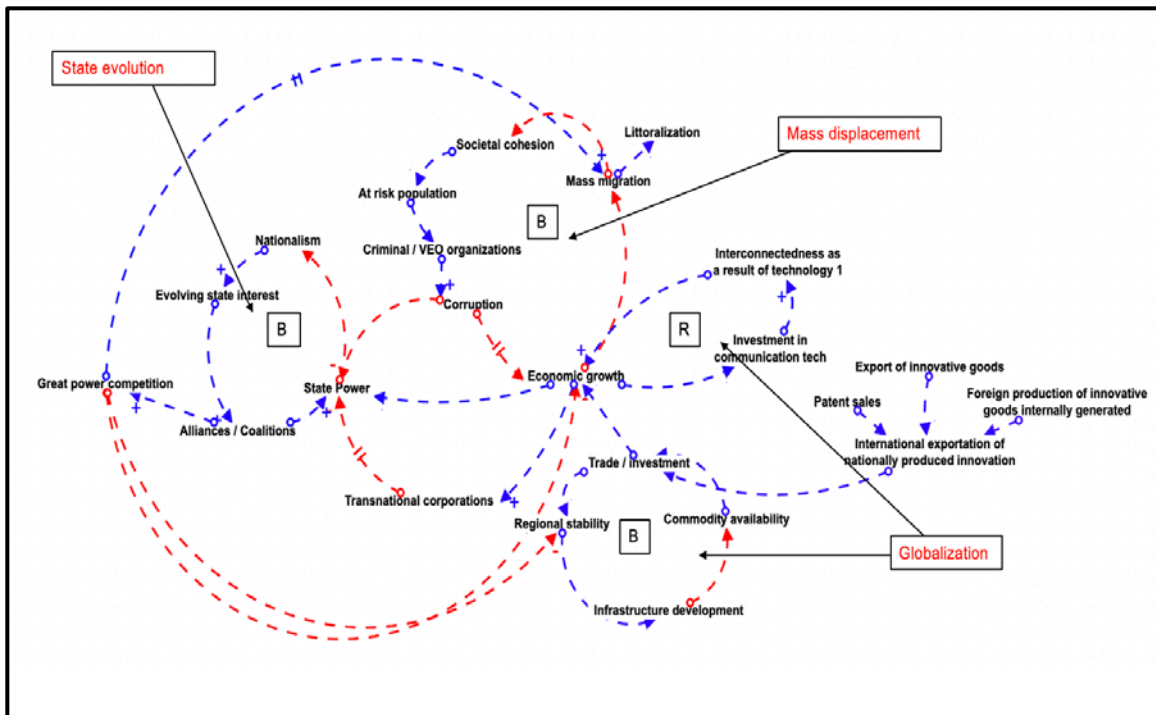 State evolution
Mass displacement
Littoralization
Societal cohesion
+
Mass migration
At risk population
B
Nationalism
Criminal / VEO organizations
Interconnectedness as
a result of technology 1
+
+
Evolving state interest
+
Corruption
B
R
Investment in
communication tech
+
Export of innovative goods
Great power competition
State Power
Economic growth
Patent sales
Foreign production of innovative
goods internally generated
+
+
+
Alliances / Coalitions
International exportation of
nationally produced innovation
Trade / investment
Transnational corporations
+
Regional stability
Commodity availability
B
Globalization
Infrastructure development